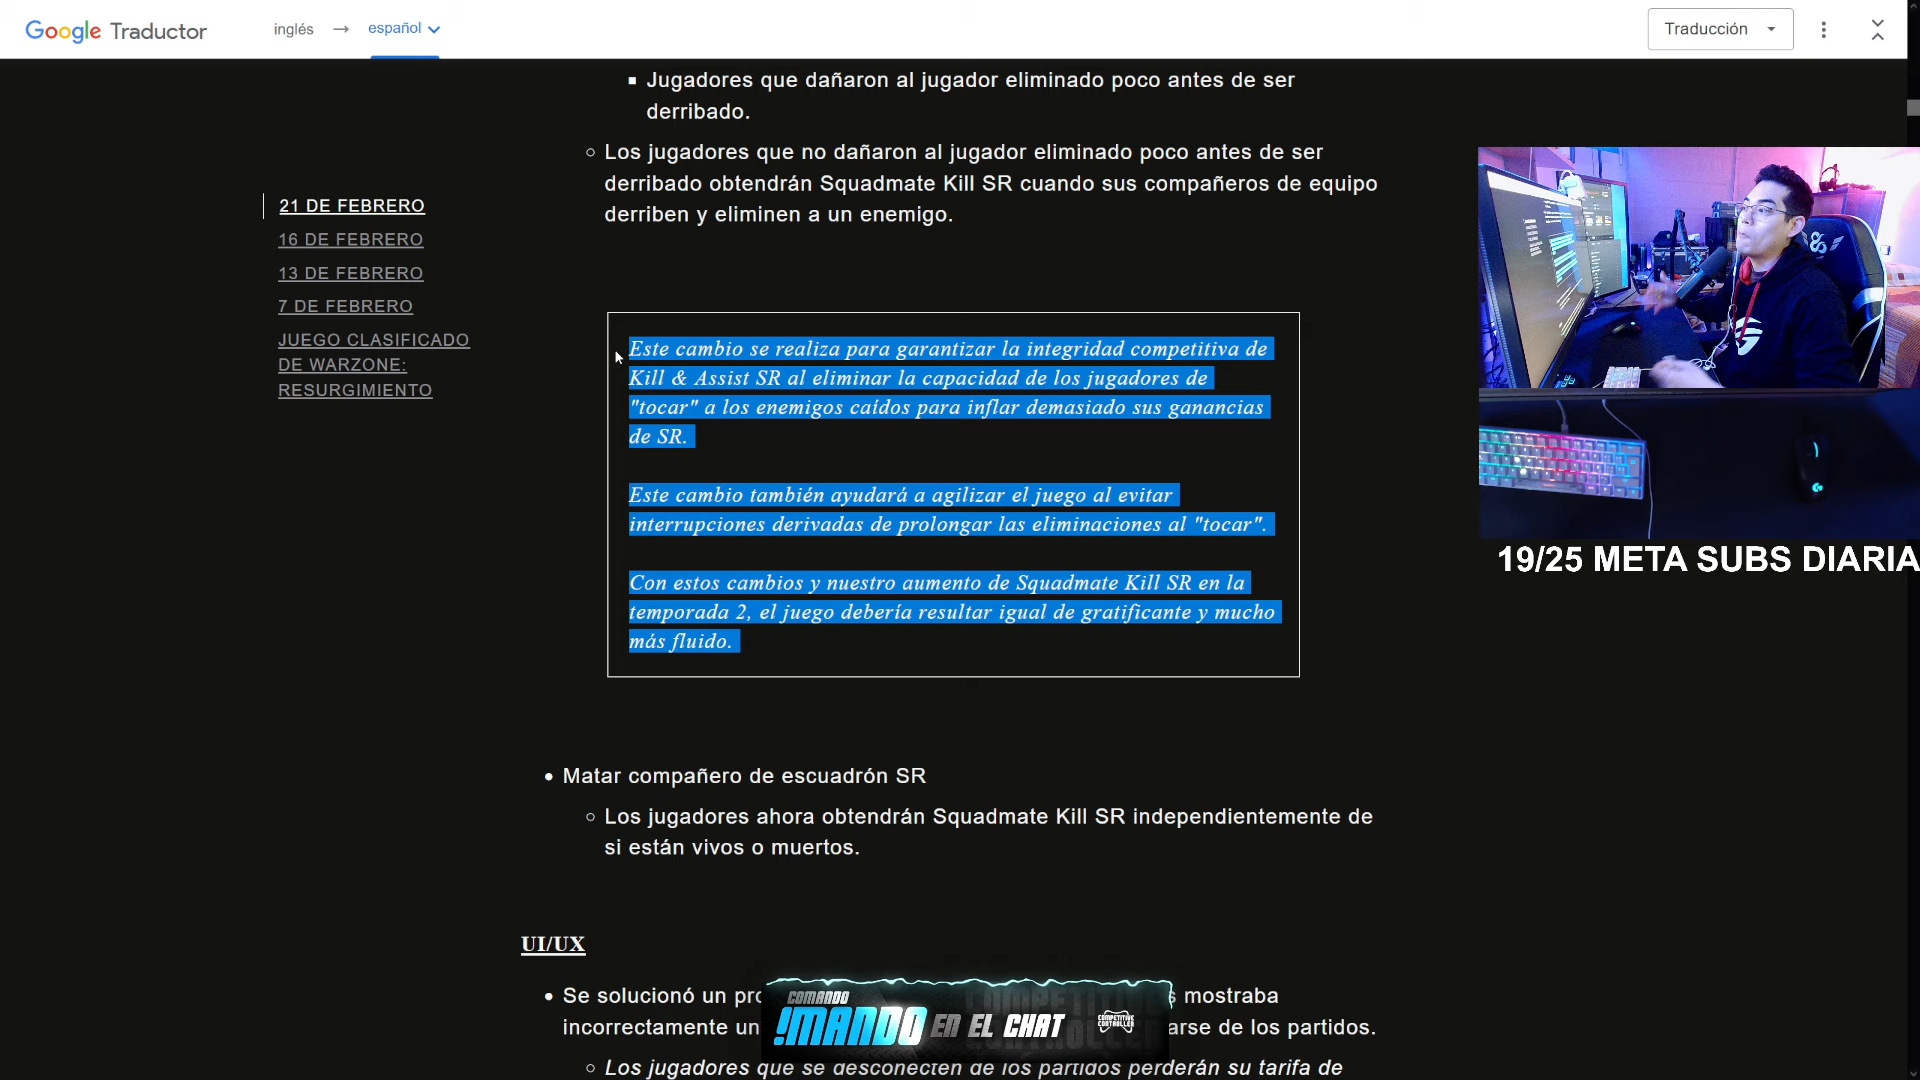 Google Traductor
inglés → español
Traducción
Jugadores que dañaron al jugador eliminado poco antes de ser
derribado.
Los jugadores que no dañaron al jugador eliminado poco antes de ser
derribado obtendrán Squadmate Kill SR cuando sus compañeros de equipo
derriben y eliminen a un enemigo.
21 DE FEBRERO
16 DE FEBRERO
13 DE FEBRERO
7 DE FEBRERO
JUEGO CLASIFICADO
DE WARZONE:
RESURGIMIENTO
Este cambio se realiza para garantizar la integridad competitiva de
Kill & Assist SR al eliminar la capacidad de los jugadores de
"tocar" a los enemigos caídos para inflar demasiado sus ganancias
de SR.
Este cambio también ayudará a agilizar el juego al evitar
interrupciones derivadas de prolongar las eliminaciones al "tocar".
Con estos cambios y nuestro aumento de Squadmate Kill SR en la
temporada 2, el juego debería resultar igual de gratificante y mucho
más fluido.
19/25 META SUBS DIARIA
Matar compañero de escuadrón SR
Los jugadores ahora obtendrán Squadmate Kill SR independientemente de
si están vivos o muertos.
UI/UX
Se solucionó un mostraba
incorrectamente un arse de los partidos.
Los jugadores que se desconecten de los partidos perderán su tarifa de
COMANDO
!MANDO EN EL CHAT
COMPETITIVE
CONTROLLER